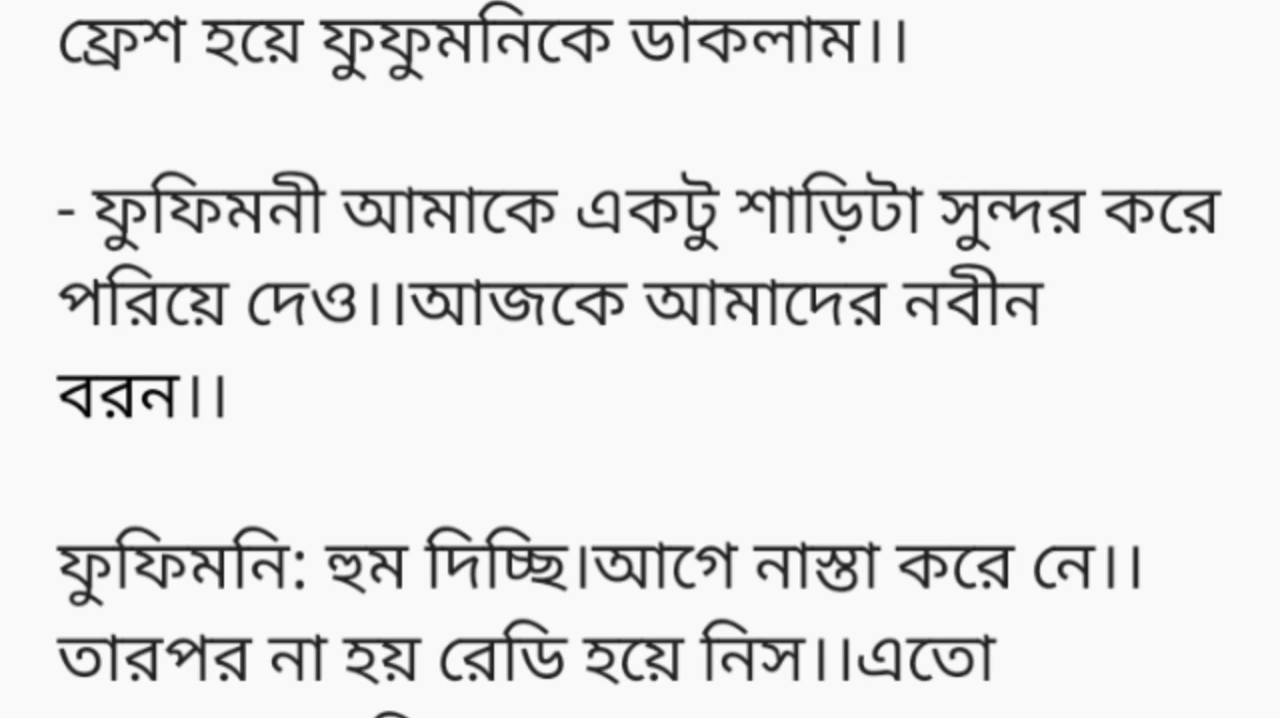 ফ্রেশ হয়ে ফুফুমনিকে ডাকলাম।।
- ফুফিমনী আমাকে একটু শাড়িটা সুন্দর করে
পরিয়ে দেও।।আজকে আমাদের নবীন
বরন।।
ফুফিমনি: হুম দিচ্ছি।আগে নাস্তা করে নে।।
তারপর না হয় রেডি হয়ে নিস।।এতো